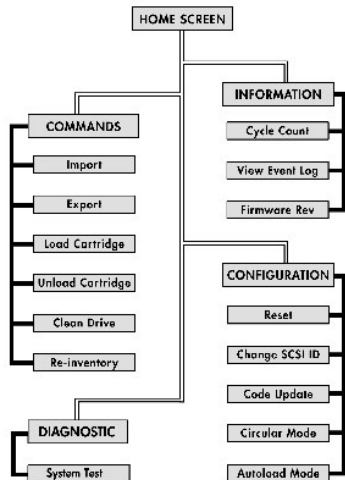 HOME SCREEN
COMMANDS
Import
Export
Load Cartridge
Unload Cartridge
Clean Drive
Re-inventory
DIAGNOSTIC
System Test
INFORMATION
Cycle Count
View Event Log
Firmware Rev
CONFIGURATION
Reset
Change SCSI ID
Code Update
Circular Mode
Autoload Mode